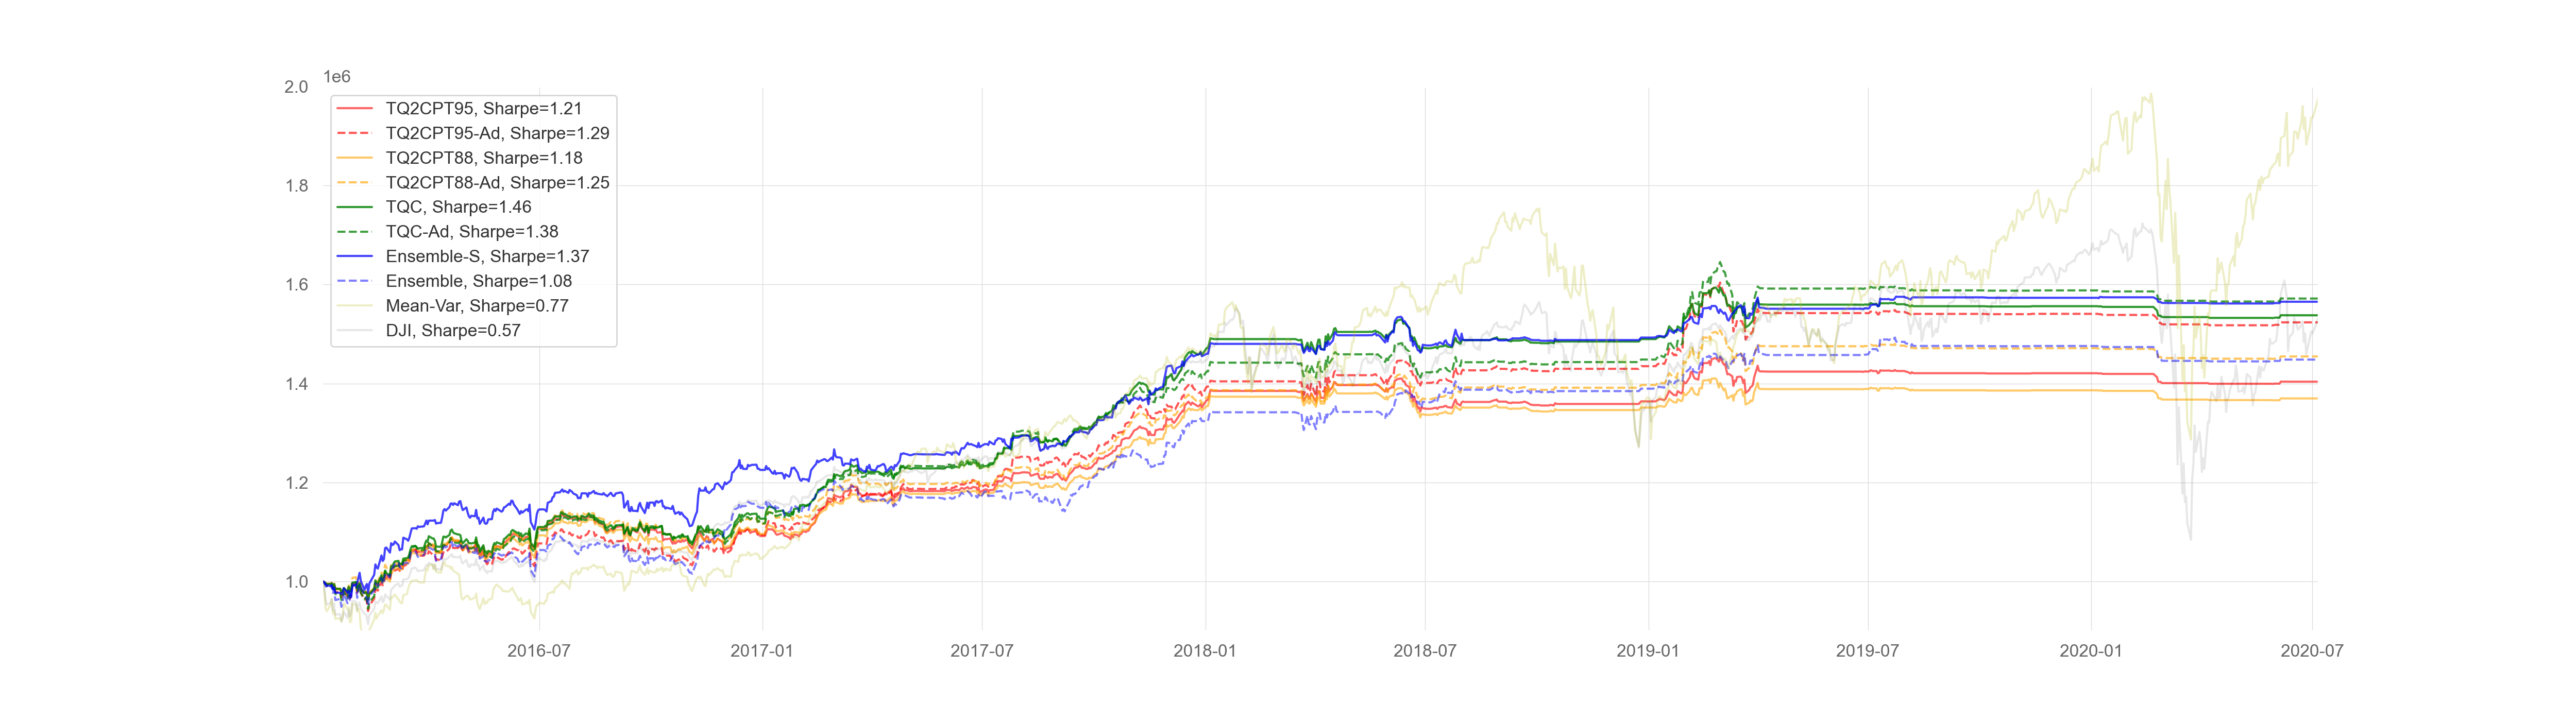 1e6
2.0
1.8
1.6
1.4
1.2
1.0
TQ2CPT95, Sharpe=1.21
TQ2CPT95-Ad, Sharpe=1.29
TQ2CPT88, Sharpe=1.18
TQ2CPT88-Ad, Sharpe=1.25
TQC, Sharpe=1.46
TQC-Ad, Sharpe=1.38
Ensemble-S, Sharpe=1.37
Ensemble, Sharpe=1.08
Mean-Var, Sharpe=0.77
DJI, Sharpe=0.57
2016-07 2017-01 2017-07 2018-01 2018-07 2019-01 2019-07 2020-01 2020-07